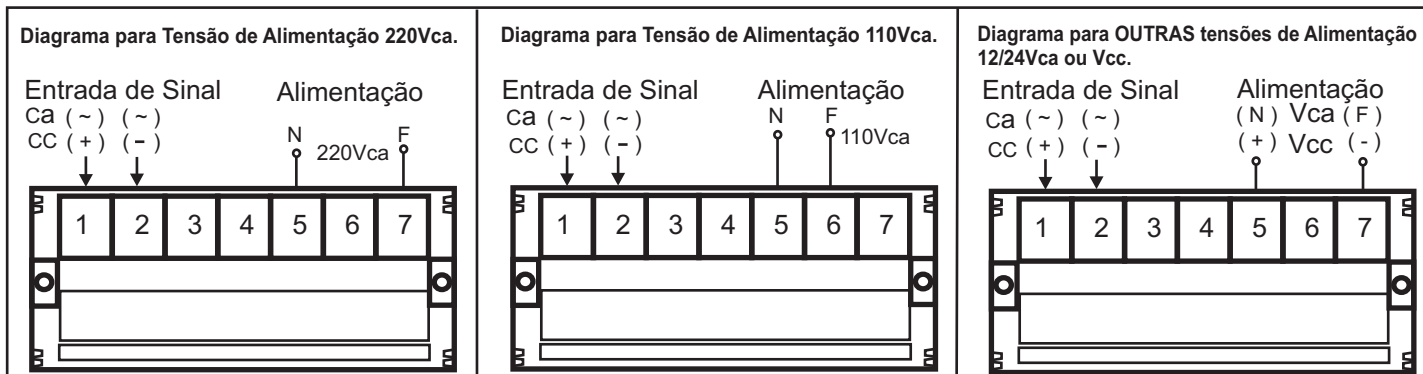 Diagrama para Tensão de Alimentação 220Vca.
Entrada de Sinal Alimentação
Ca ( ~ ) ( ~ )
CC ( + ) ( - )
N 220Vca F
1 2 3 4 5 6 7
Diagrama para Tensão de Alimentação 110Vca.
Entrada de Sinal Alimentação
Ca ( ~ ) ( ~ )
CC ( + ) ( - )
N F 110Vca
1 2 3 4 5 6 7
Diagrama para OUTRAS tensões de Alimentação
12/24Vca ou Vcc.
Entrada de Sinal Alimentação
Ca ( ~ ) ( ~ ) ( N ) Vca ( F )
CC ( + ) ( - ) ( + ) Vcc ( - )
1 2 3 4 5 6 7